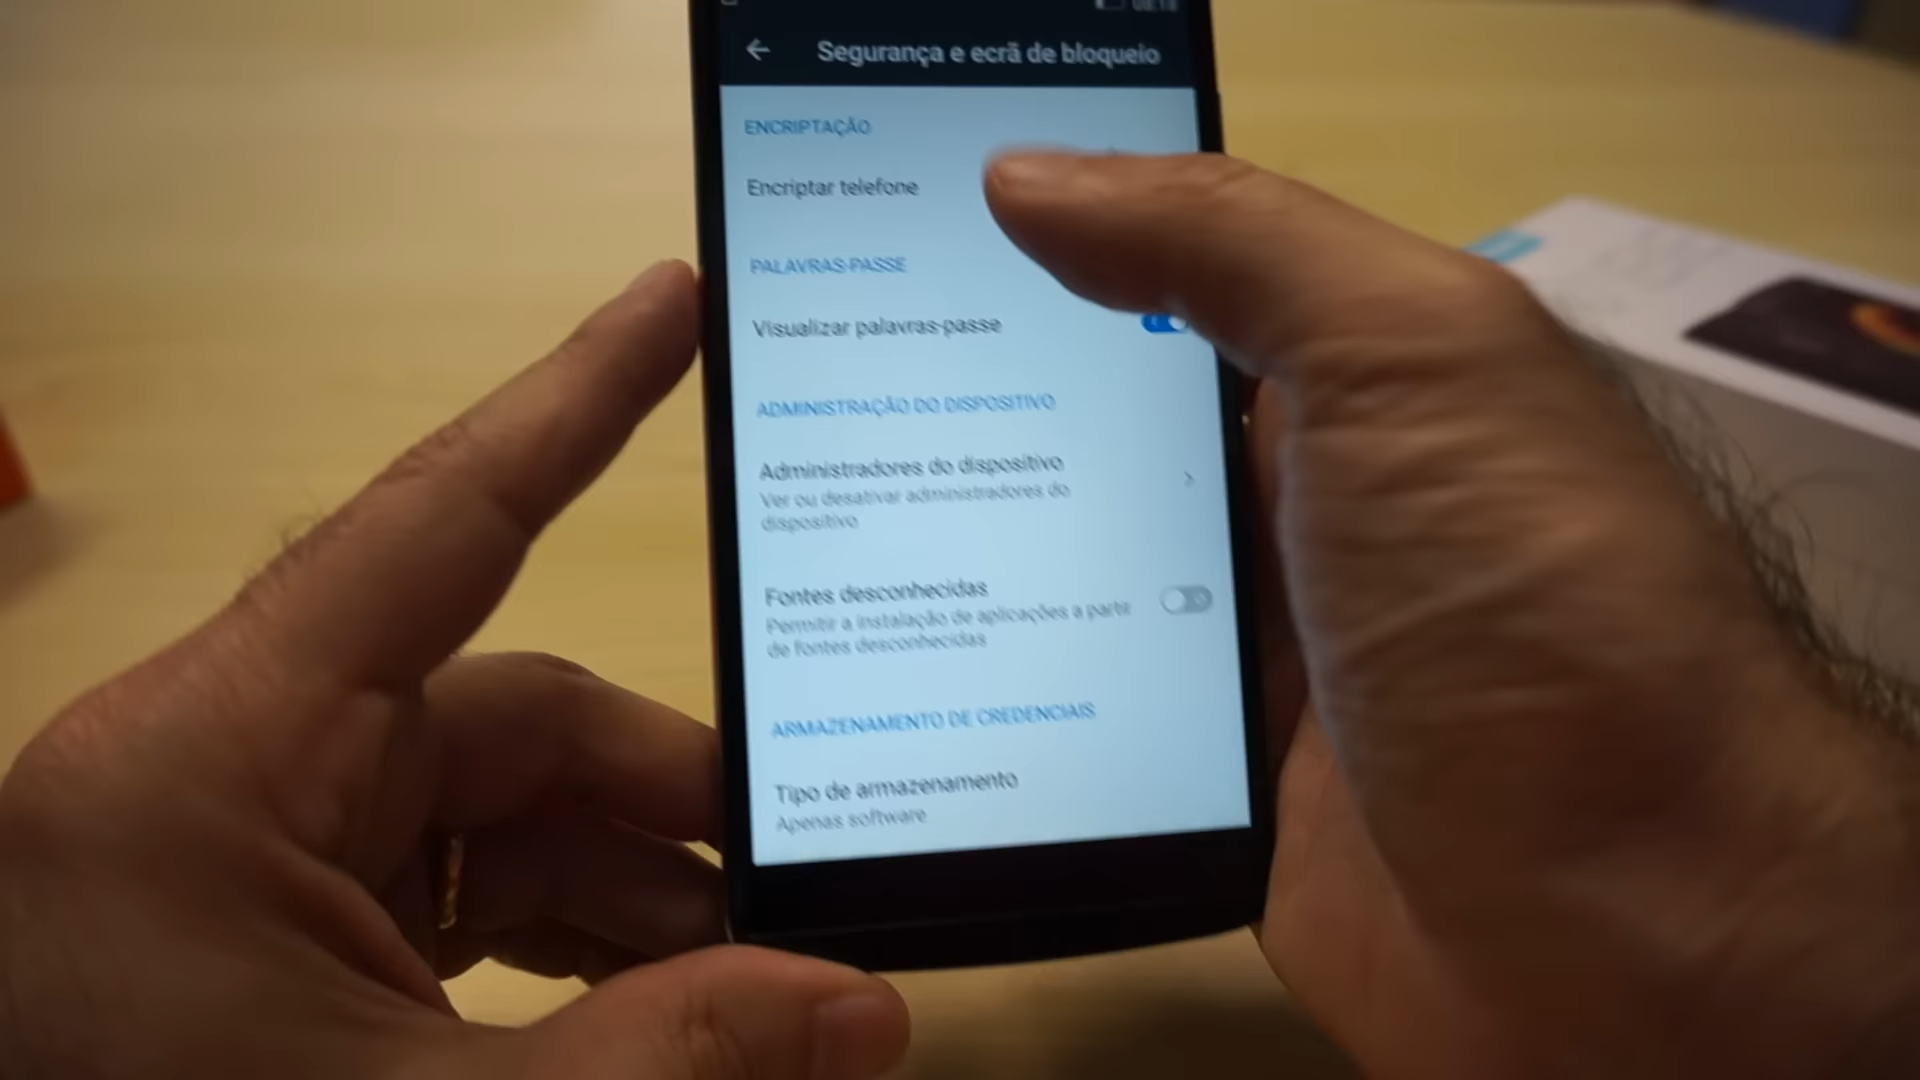 Segurança e ecrã de bloqueio
ENCRIPTAÇÃO
Encriptar telefone
PALAVRAS-PASSE
Visualizar palavras-passe
ADMINISTRAÇÃO DO DISPOSITIVO
Administradores do dispositivo
Ver ou desativar administradores do
dispositivo
Fontes desconhecidas
Permitir a instalação de aplicações a partir
de fontes desconhecidas
ARMAZENAMENTO DE CREDENCIAIS
Tipo de armazenamento
Apenas software